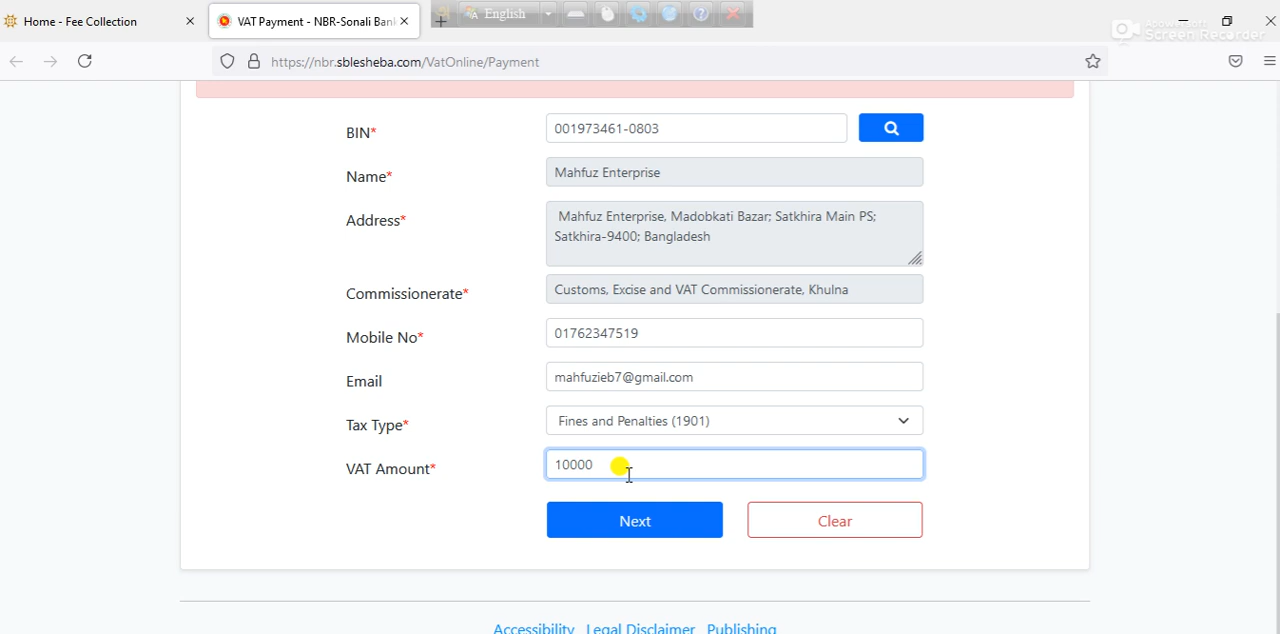 Home - Fee Collection
VAT Payment - NBR-Sonali Bank
English
Screen Recorder
https://nbr.sblesheba.com/VatOnline/Payment
BIN* 001973461-0803
Name* Mahfuz Enterprise
Address* Mahfuz Enterprise, Madobkati Bazar; Satkhira Main PS;
Satkhira-9400; Bangladesh
Commissionerate* Customs, Excise and VAT Commissionerate, Khulna
Mobile No* 01762347519
Email mahfuzieb7@gmail.com
Tax Type* Fines and Penalties (1901)
VAT Amount* 10000
Next Clear
Accessibility Legal Disclaimer Publishing